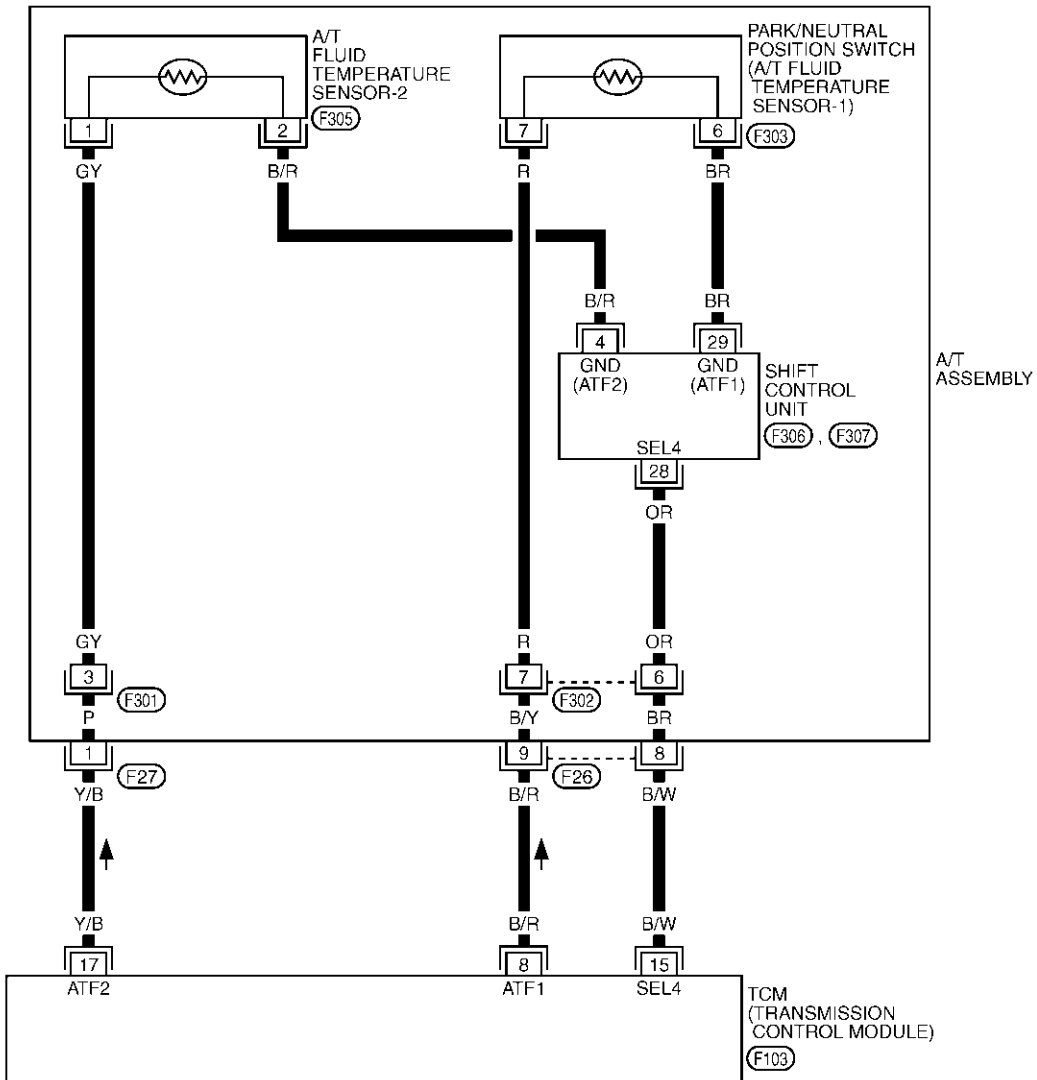 A/T
FLUID
TEMPERATURE
SENSOR-2
F305
PARK/NEUTRAL
POSITION SWITCH
(A/T FLUID
TEMPERATURE
SENSOR-1)
F303
1
2
7
6
GY
B/R
R
BR
B/R
BR
4
29
GND
(ATF2)
GND
(ATF1)
SEL4
28
SHIFT
CONTROL
UNIT
F306 , F307
A/T
ASSEMBLY
OR
GY
R
OR
3
F301
7
F302
6
P
B/Y
BR
1
F27
9
F26
8
Y/B
B/R
B/W
Y/B
B/R
B/W
17
8
15
ATF2
ATF1
SEL4
TCM
(TRANSMISSION
CONTROL MODULE)
F103